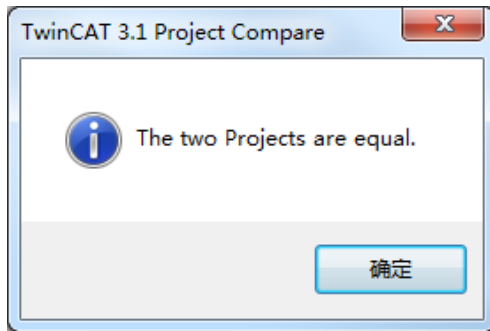 TwinCAT 3.1 Project Compare
The two Projects are equal.
确定